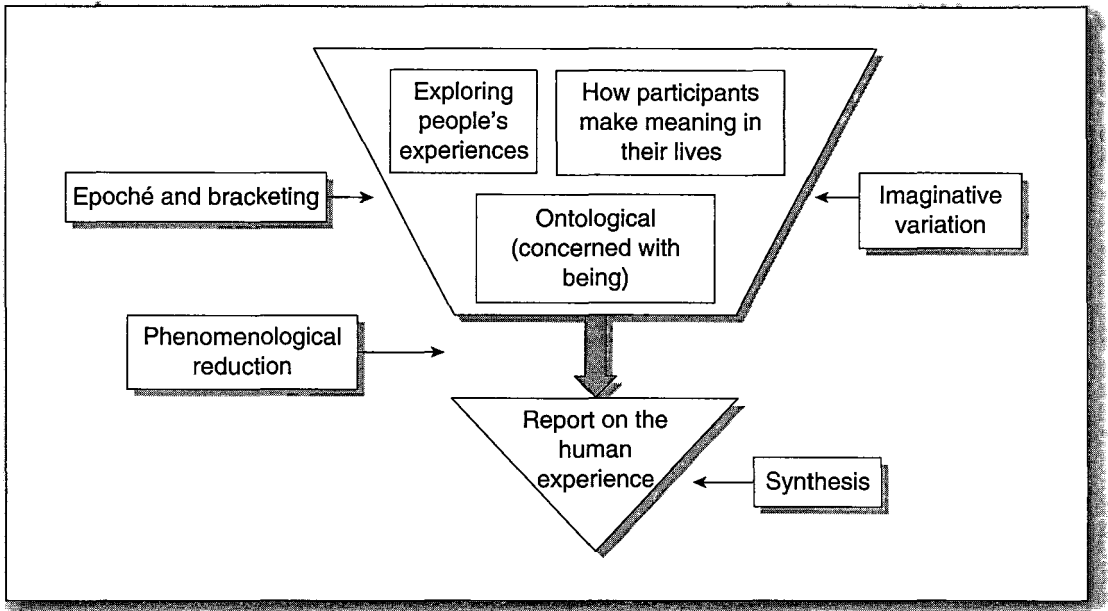 Exploring
people's
experiences
How participants
make meaning in
their lives
Epoché and bracketing
Imaginative
variation
Ontological
(concerned with
being)
Phenomenological
reduction
Report on the
human
experience
Synthesis